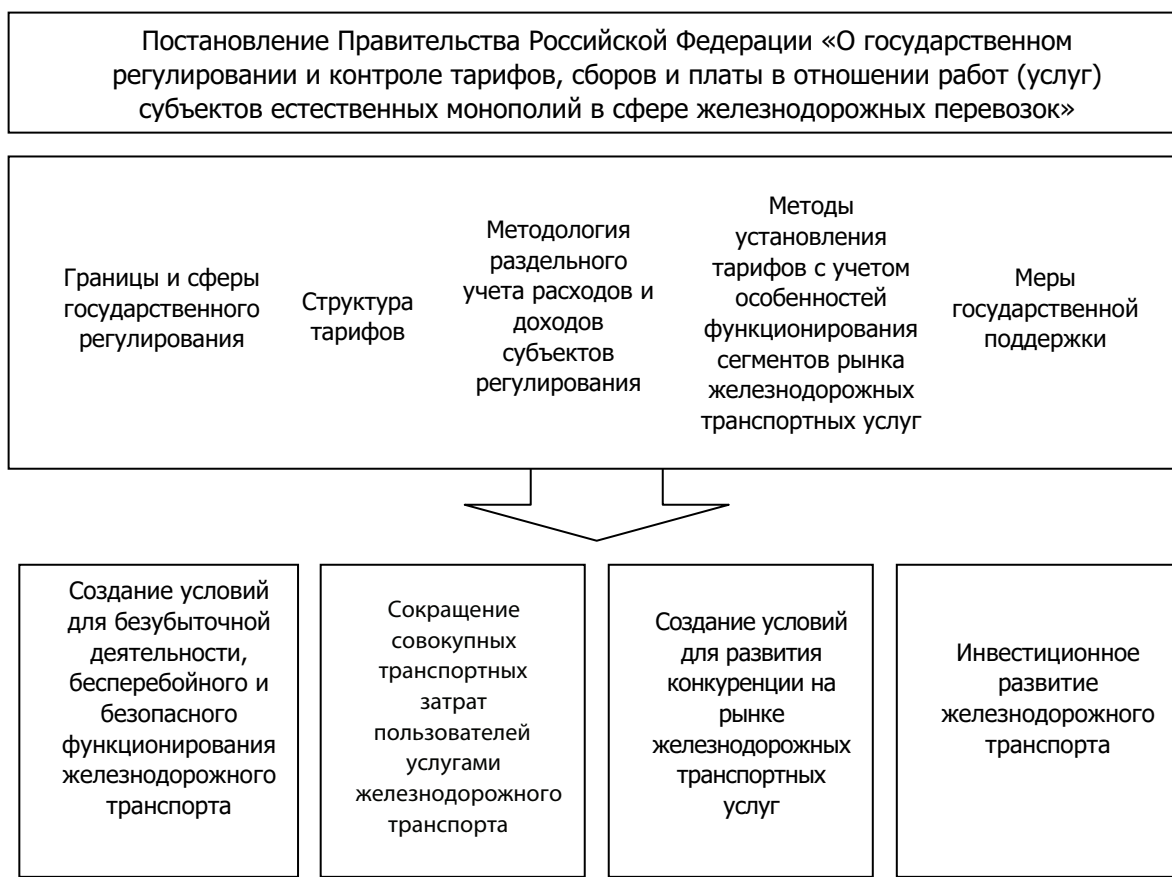 Постановление Правительства Российской Федерации «О государственном
регулировании и контроле тарифов, сборов и платы в отношении работ (услуг)
субъектов естественных монополий в сфере железнодорожных перевозок»
Границы и сферы
государственного
регулирования
Структура
тарифов
Методология
раздельного
учета расходов и
доходов
субъектов
регулирования
Методы
установления
тарифов с учетом
особенностей
функционирования
сегментов рынка
железнодорожных
транспортных услуг
Меры
государственной
поддержки
Создание условий
для безубыточной
деятельности,
бесперебойного и
безопасного
функционирования
железнодорожного
транспорта
Сокращение
совокупных
транспортных
затрат
пользователей
услугами
железнодорожного
транспорта
Создание условий
для развития
конкуренции на
рынке
железнодорожных
транспортных
услуг
Инвестиционное
развитие
железнодорожного
транспорта